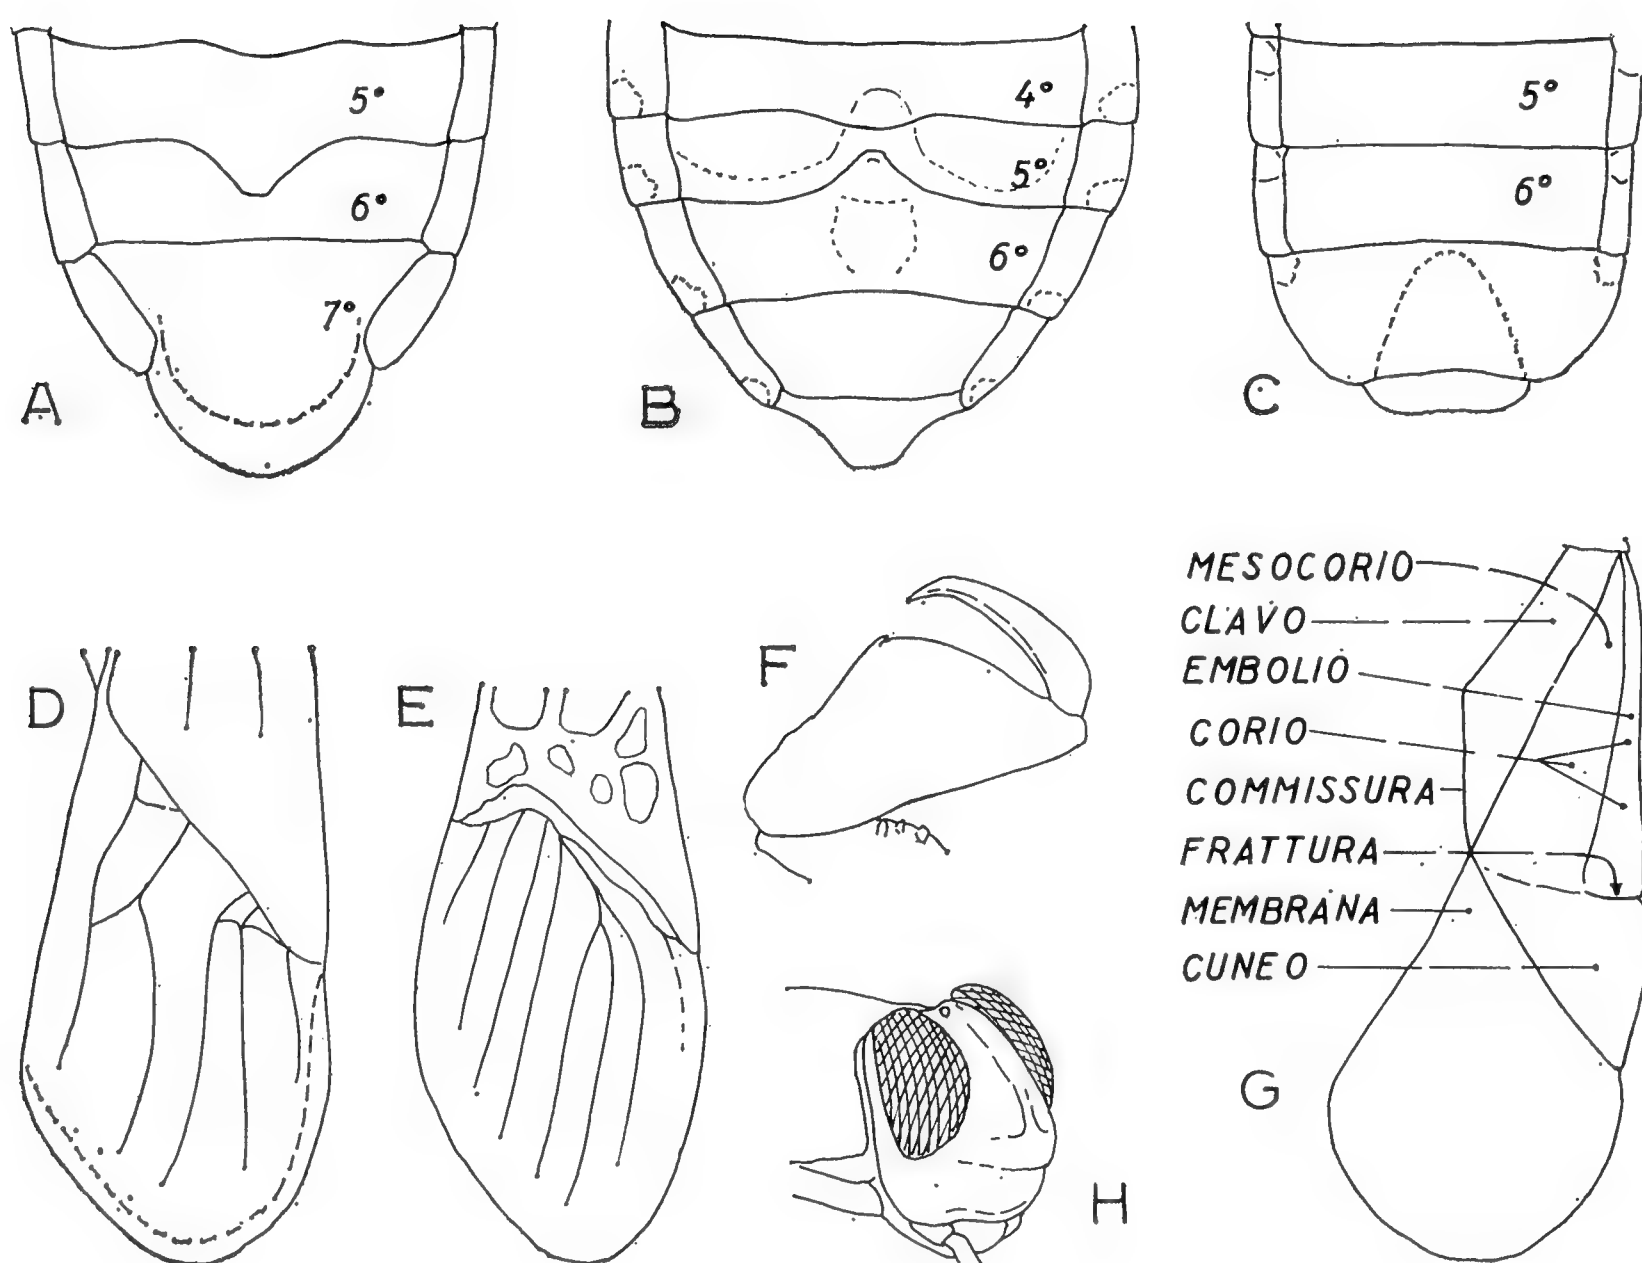 5°
6°
7°
A
4°
5°
6°
B
5°
6°
C
D
E
F
H
MESOCORIO
CLAVO
EMBOLIO
CORIO
COMMISSURA
FRATTURA
MEMBRANA
CUNEO
G